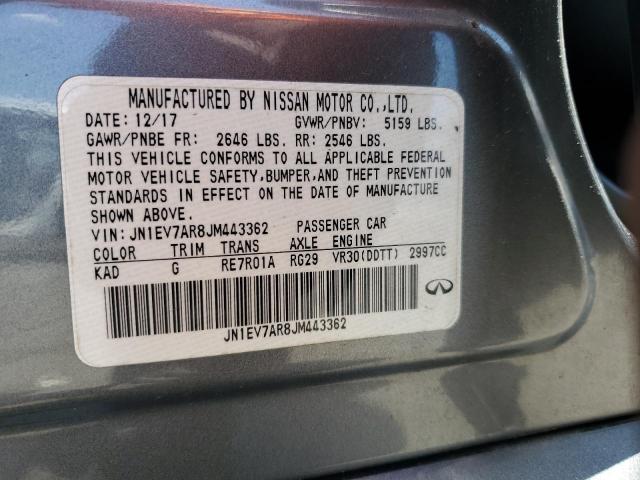 MANUFACTURED BY NISSAN MOTOR CO.,LTD.
DATE: 12/17 GVWR/PNBV: 5159 LBS.
GAWR/PNBE FR: 2646 LBS. RR: 2546 LBS.
THIS VEHICLE CONFORMS TO ALL APPLICABLE FEDERAL
MOTOR VEHICLE SAFETY,BUMPER,AND THEFT PREVENTION
STANDARDS IN EFFECT ON THE DATE OF MANUFACTURE
SHOWN ABOVE.
VIN: JN1EV7AR8JM443362 PASSENGER CAR
COLOR TRIM TRANS AXLE ENGINE
KAD G RE7R01A RG29 VR30(DDTT) 2997CC
JN1EV7AR8JM443362